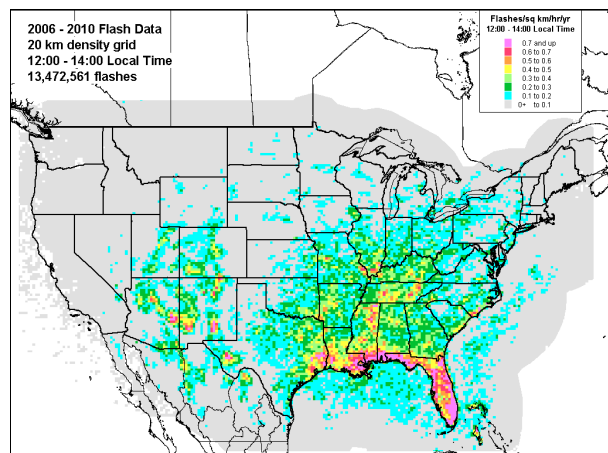 2006 - 2010 Flash Data
20 km density grid
12:00 - 14:00 Local Time
13,472,561 flashes
Flashes/sq km/hr/yr
12:00 - 14:00 Local Time
0.7 and up
0.6 to 0.7
0.5 to 0.6
0.4 to 0.5
0.3 to 0.4
0.2 to 0.3
0.1 to 0.2
0+ to 0.1